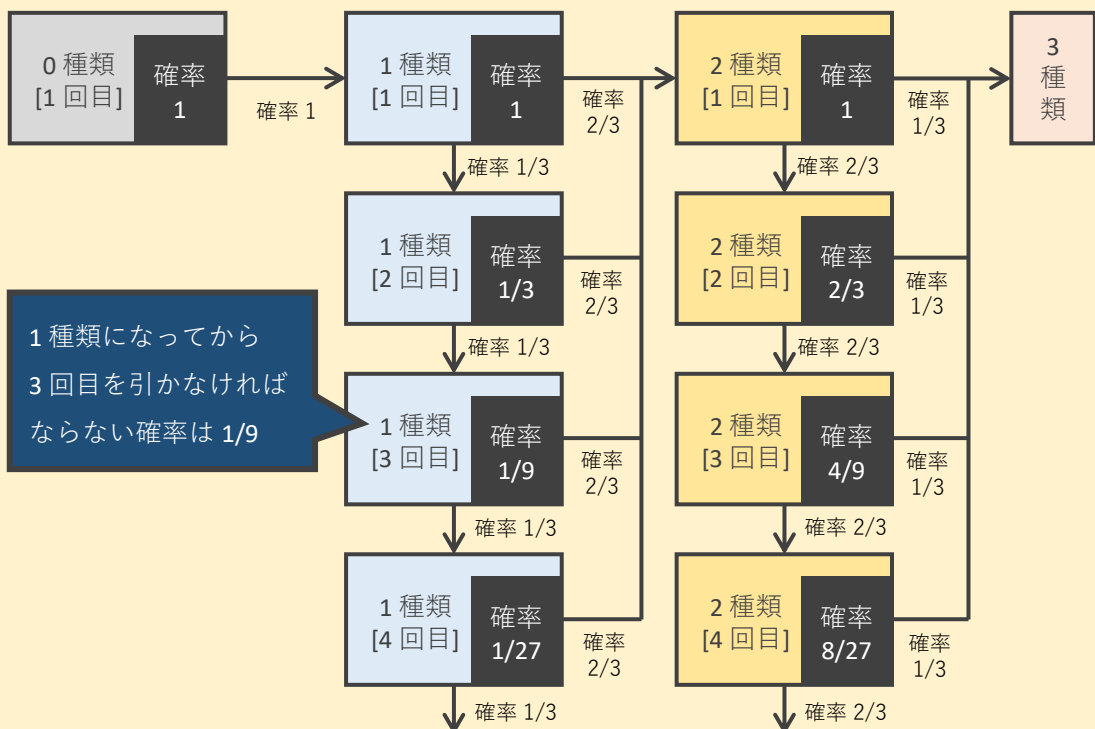 0 種類
[1 回目]
確率
1
確率 1
1 種類
[1 回目]
確率
1
確率
2/3
2 種類
[1 回目]
確率
1
確率
1/3
3
種
類
確率 1/3
確率 2/3
1 種類
[2 回目]
確率
1/3
確率
2/3
2 種類
[2 回目]
確率
2/3
確率
1/3
確率 1/3
確率 2/3
1 種類になってから
3 回目を引かなければ
ならない確率は 1/9
1 種類
[3 回目]
確率
1/9
確率
2/3
2 種類
[3 回目]
確率
4/9
確率
1/3
確率 1/3
確率 2/3
1 種類
[4 回目]
確率
1/27
確率
2/3
2 種類
[4 回目]
確率
8/27
確率
1/3
確率 1/3
確率 2/3